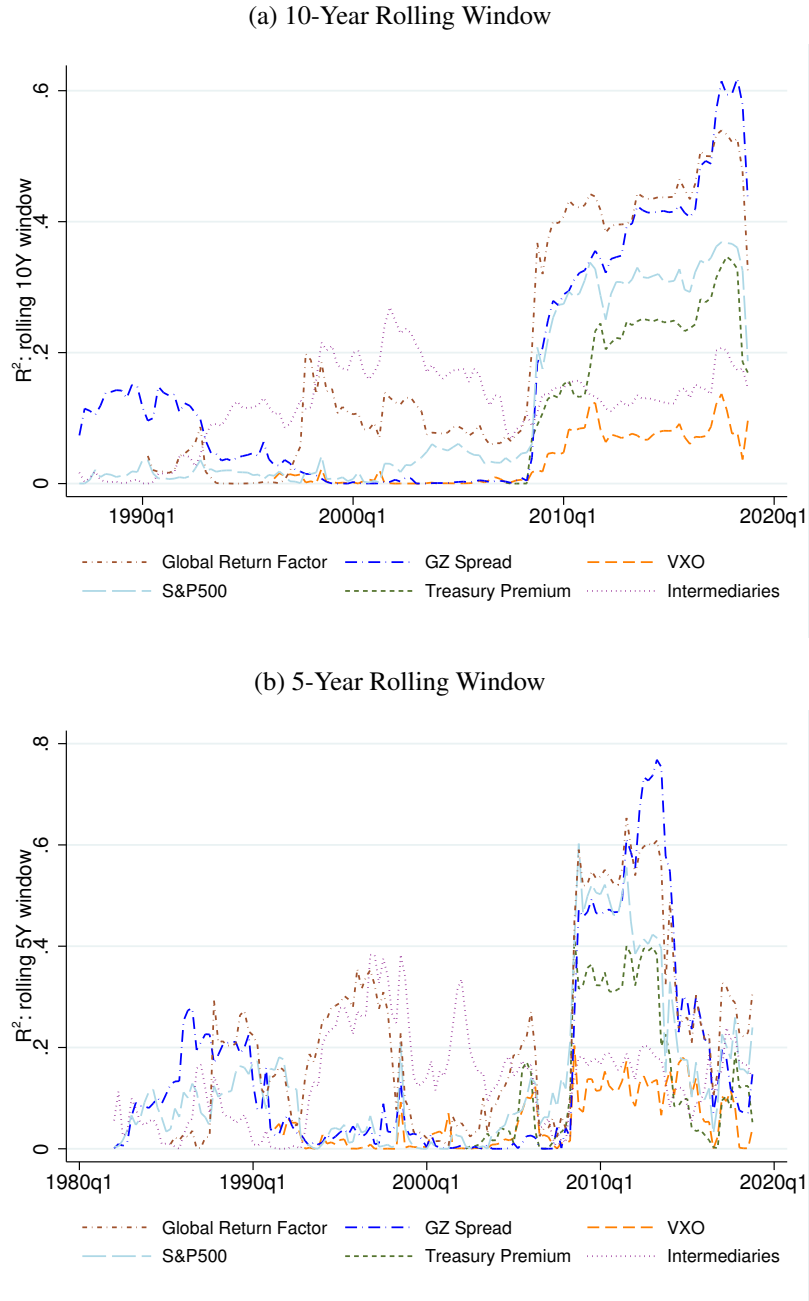 (a) 10-Year Rolling Window
R²: rolling 10Y window
.6
.4
.2
0
1990q1 2000q1 2010q1 2020q1
Global Return Factor GZ Spread VXO
S&P500 Treasury Premium Intermediaries
(b) 5-Year Rolling Window
R²: rolling 5Y window
.8
.6
.4
.2
0
1980q1 1990q1 2000q1 2010q1 2020q1
Global Return Factor GZ Spread VXO
S&P500 Treasury Premium Intermediaries